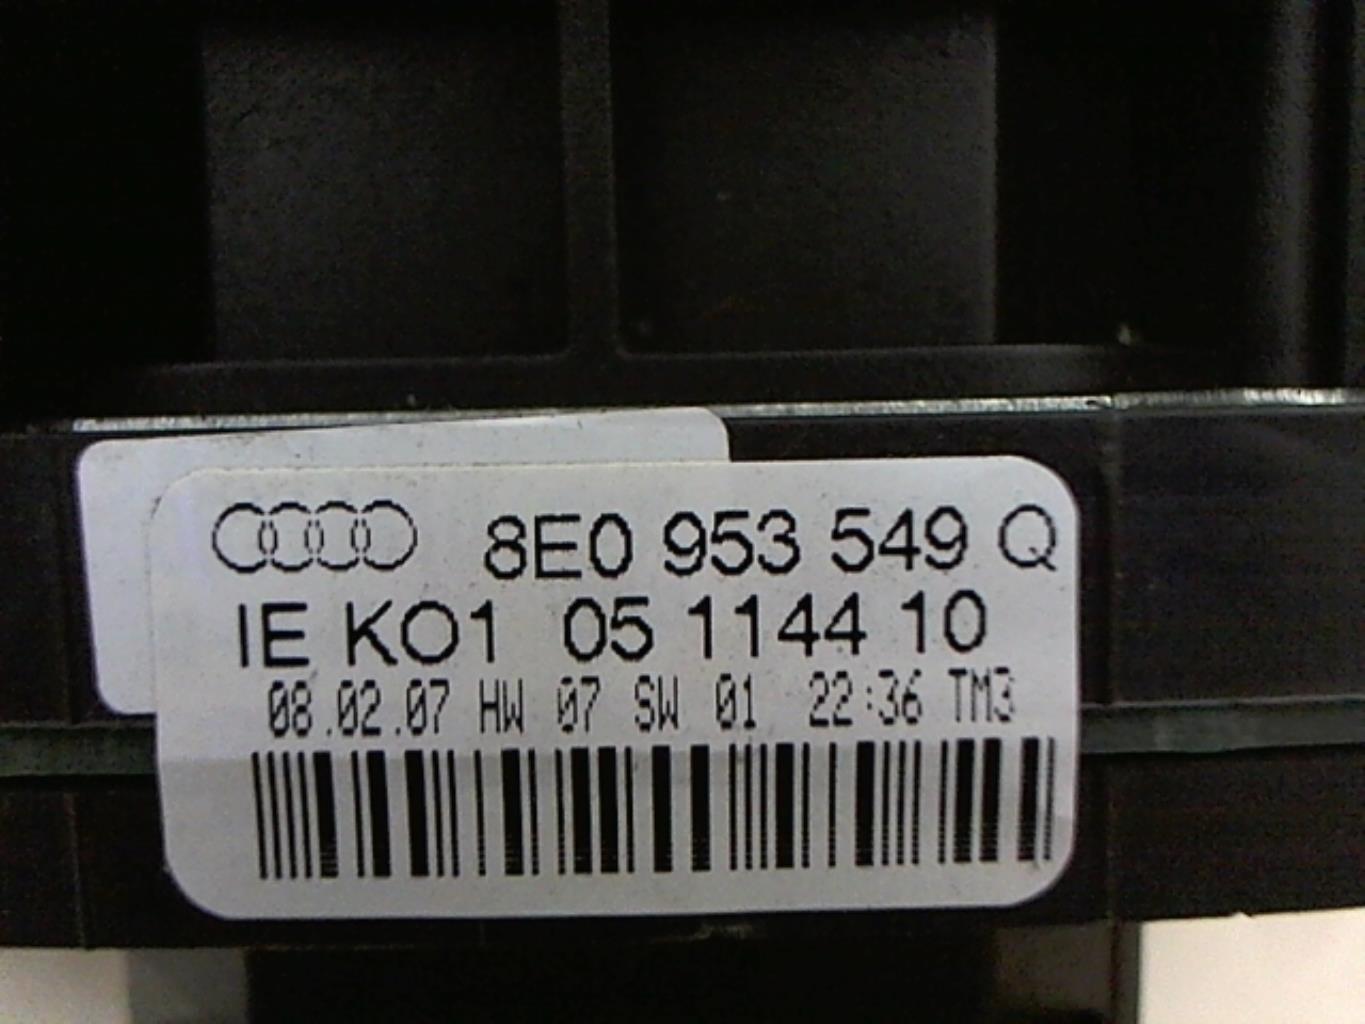 8E0 953 549 Q
IE KO1 05 1144 10
08.02.07 HW 07 SW 01 22:36 TM3